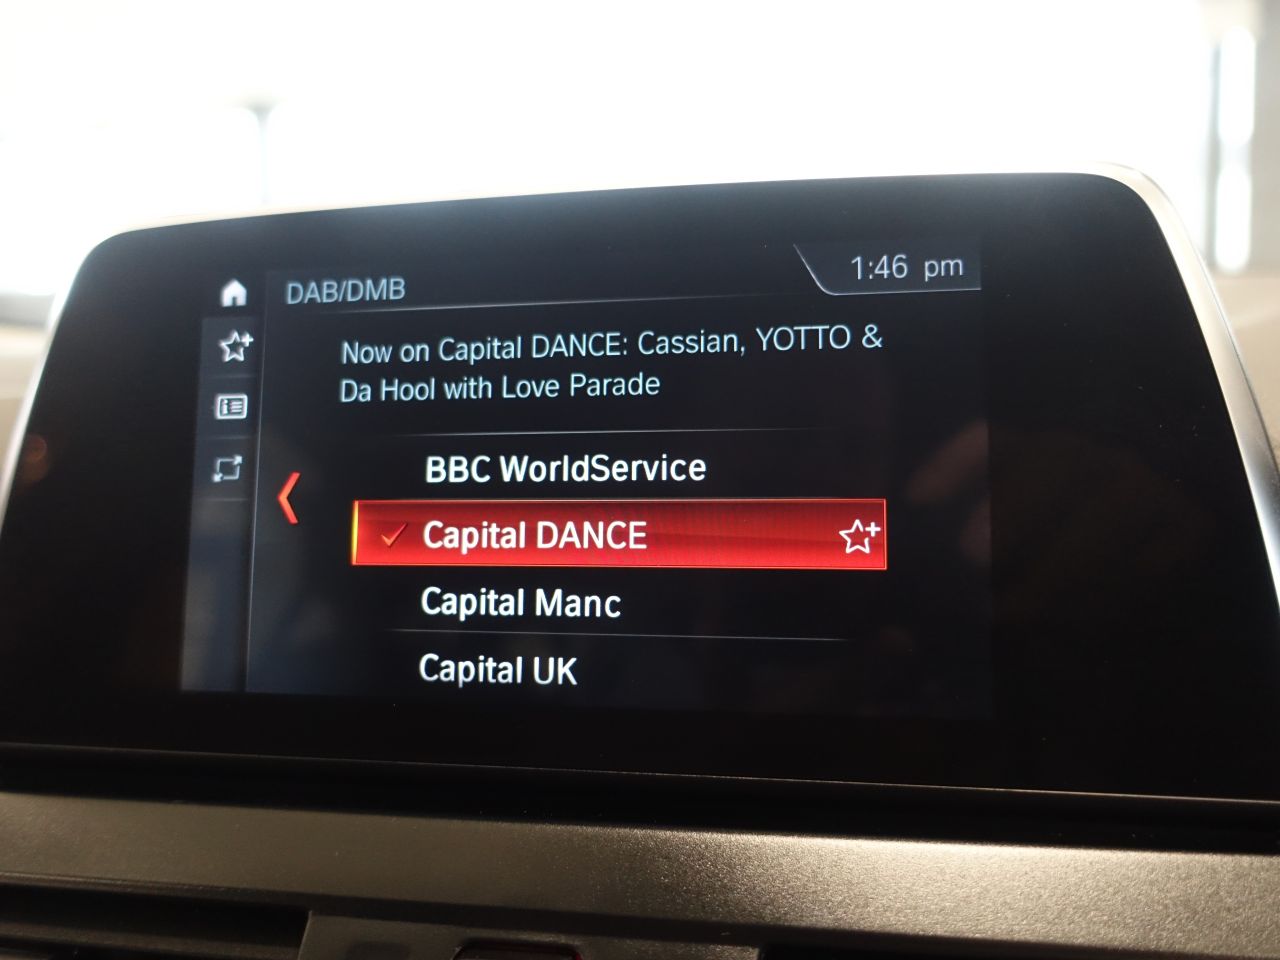 DAB/DMB
1:46 pm
Now on Capital DANCE: Cassian, YOTTO &
Da Hool with Love Parade
BBC WorldService
Capital DANCE
Capital Manc
Capital UK